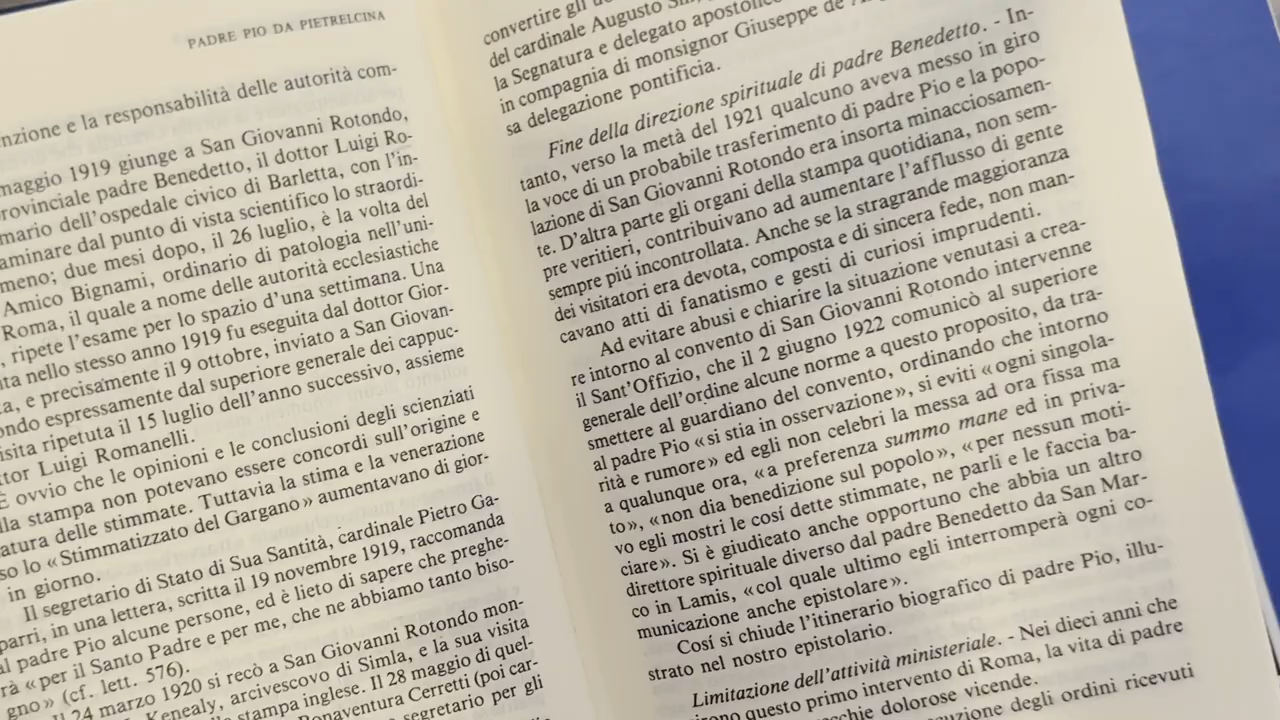 PADRE PIO DA PIETRELCINA
nzione e la responsabilità delle autorità com-
maggio 1919 giunge a San Giovanni Rotondo,
rovinciale padre Benedetto, il dottor Luigi Ro-
mario dell'ospedale civico di Barletta, con l'in-
aminare dal punto di vista scientifico lo straordi-
meno; due mesi dopo, il 26 luglio, è la volta del
Amico Bignami, ordinario di patologia nell'uni-
Roma, il quale a nome delle autorità ecclesiastiche
, ripete l'esame per lo spazio d'una settimana. Una
ita nello stesso anno 1919 fu eseguita dal dottor Gior-
ta, e precisamente il 9 ottobre, inviato a San Giovan-
ondo espressamente dal superiore generale dei cappuc-
isita ripetuta il 15 luglio dell'anno successivo, assieme
ttor Luigi Romanelli.
È ovvio che le opinioni e le conclusioni degli scienziati
lla stampa non potevano essere concordi sull'origine e
atura delle stimmate. Tuttavia la stima e la venerazione
so lo «Stimmatizzato del Gargano» aumentavano di gior-
in giorno.
Il segretario di Stato di Sua Santità, cardinale Pietro Ga-
parri, in una lettera, scritta il 19 novembre 1919, raccomanda
al padre Pio alcune persone, ed è lieto di sapere che preghe-
rà «per il Santo Padre e per me, che ne abbiamo tanto biso-
gno» (cf. lett. 576).
Il 24 marzo 1920 si recò a San Giovanni Rotondo mon-
Kenealy, arcivescovo di Simla, e la sua visita
stampa inglese. Il 28 maggio di quel-
Bonaventura Cerretti (poi car-
segretario per gli
convertire gli
del cardinale Augusto
la Segnatura e delegato apostolico
in compagnia di monsignor Giuseppe de
sa delegazione pontificia.
Fine della direzione spirituale di padre Benedetto. - In-
tanto, verso la metà del 1921 qualcuno aveva messo in giro
la voce di un probabile trasferimento di padre Pio e la popo-
lazione di San Giovanni Rotondo era insorta minacciosamen-
te. D'altra parte gli organi della stampa quotidiana, non sem-
pre veritieri, contribuivano ad aumentare l'afflusso di gente
sempre piú incontrollata. Anche se la stragrande maggioranza
dei visitatori era devota, composta e di sincera fede, non man-
cavano atti di fanatismo e gesti di curiosi imprudenti.
Ad evitare abusi e chiarire la situazione venutasi a crea-
re intorno al convento di San Giovanni Rotondo intervenne
il Sant'Offizio, che il 2 giugno 1922 comunicò al superiore
generale dell'ordine alcune norme a questo proposito, da tra-
smettere al guardiano del convento, ordinando che intorno
al padre Pio «si stia in osservazione», si eviti «ogni singola-
rità e rumore» ed egli non celebri la messa ad ora fissa ma
a qualunque ora, «a preferenza summo mane ed in priva-
to», «non dia benedizione sul popolo», «per nessun moti-
vo egli mostri le cosí dette stimmate, ne parli e le faccia ba-
ciare». Si è giudicato anche opportuno che abbia un altro
direttore spirituale diverso dal padre Benedetto da San Mar-
co in Lamis, «col quale ultimo egli interromperà ogni co-
municazione anche epistolare».
Cosí si chiude l'itinerario biografico di padre Pio, illu-
strato nel nostro epistolario.
Limitazione dell'attività ministeriale. - Nei dieci anni che
questo primo intervento di Roma, la vita di padre
dolorose vicende.
degli ordini ricevuti